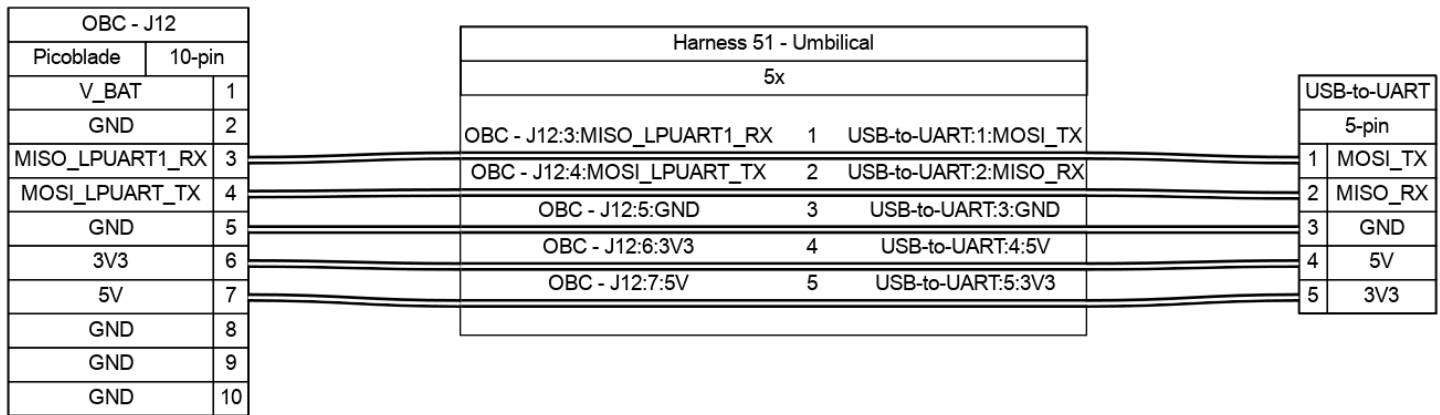 OBC - J12
Picoblade 10-pin
V_BAT 1
GND 2
MISO_LPUART1_RX 3
MOSI_LPUART_TX 4
GND 5
3V3 6
5V 7
GND 8
GND 9
GND 10
Harness 51 - Umbilical
5x
OBC - J12:3:MISO_LPUART1_RX 1 USB-to-UART:1:MOSI_TX
OBC - J12:4:MOSI_LPUART_TX 2 USB-to-UART:2:MISO_RX
OBC - J12:5:GND 3 USB-to-UART:3:GND
OBC - J12:6:3V3 4 USB-to-UART:4:5V
OBC - J12:7:5V 5 USB-to-UART:5:3V3
USB-to-UART
5-pin
1 MOSI_TX
2 MISO_RX
3 GND
4 5V
5 3V3